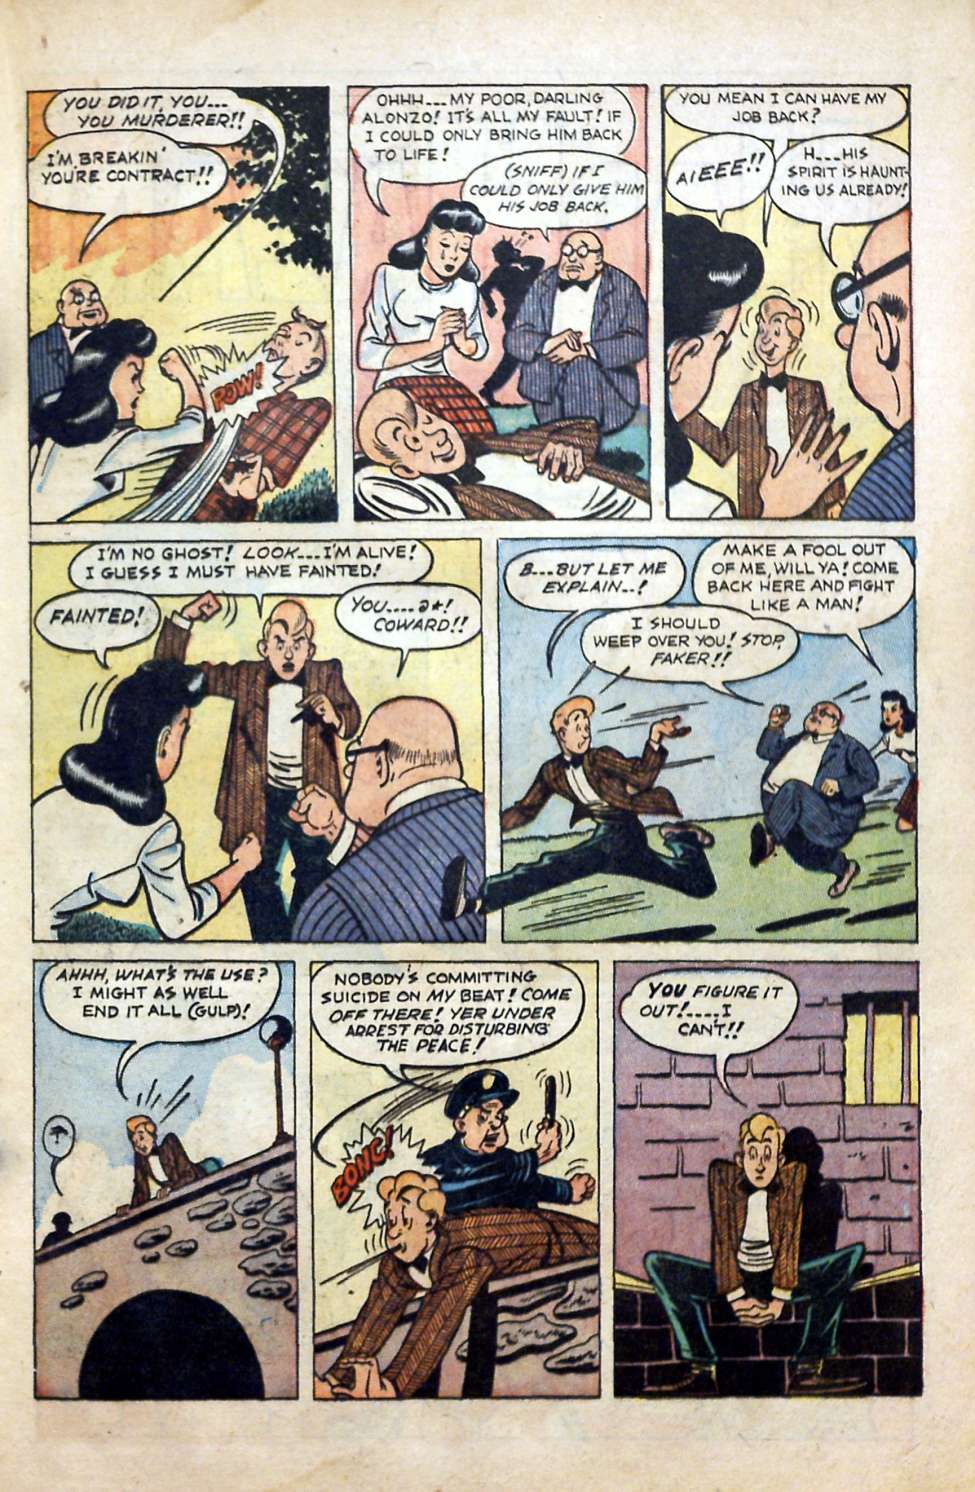 YOU DID IT, YOU---
YOU MURDERER!!
I'M BREAKIN'
YOU'RE CONTRACT!!
POW!
OHHH--- MY POOR, DARLING
ALONZO! IT'S ALL MY FAULT! IF
I COULD ONLY BRING HIM BACK
TO LIFE!
(SNIFF) IF I
COULD ONLY GIVE HIM
HIS JOB BACK.
YOU MEAN I CAN HAVE MY
JOB BACK?
AIEEE!!
H---HIS
SPIRIT IS HAUNT-
ING US ALREADY!
I'M NO GHOST! LOOK---I'M ALIVE!
I GUESS I MUST HAVE FAINTED!
FAINTED!
YOU....@*!
COWARD!!
B---BUT LET ME
EXPLAIN--!
MAKE A FOOL OUT
OF ME, WILL YA! COME
BACK HERE AND FIGHT
LIKE A MAN!
I SHOULD
WEEP OVER YOU! STOP,
FAKER!!
AHHH, WHAT'S THE USE?
I MIGHT AS WELL
END IT ALL (GULP)!
NOBODY'S COMMITTING
SUICIDE ON MY BEAT! COME
OFF THERE! YER UNDER
ARREST FOR DISTURBING
THE PEACE!
BONG!
YOU FIGURE IT
OUT!....I
CAN'T!!